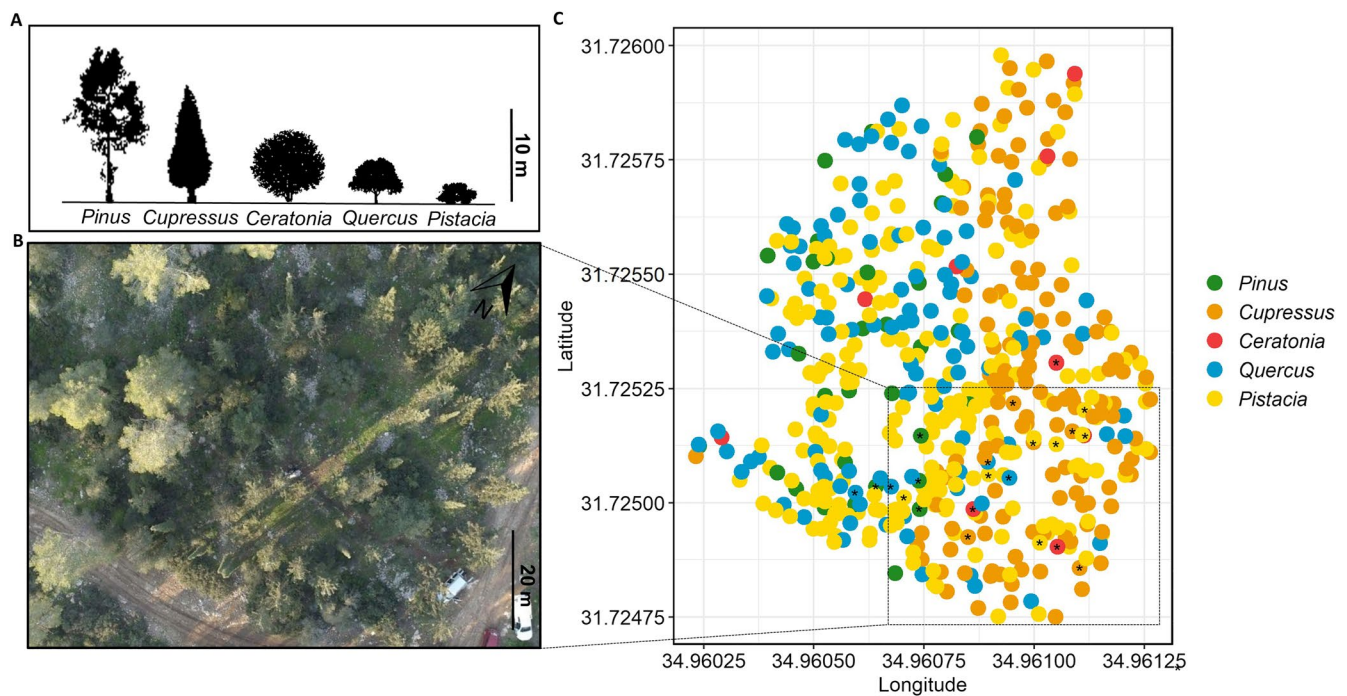 A
10 m
Pinus Cupressus Ceratonia Quercus Pistacia
B
N
20 m
C
31.72600
31.72575
31.72550
31.72525
31.72500
31.72475
Latitude
34.96025 34.96050 34.96075 34.96100 34.96125
*
Longitude
Pinus
Cupressus
Ceratonia
Quercus
Pistacia